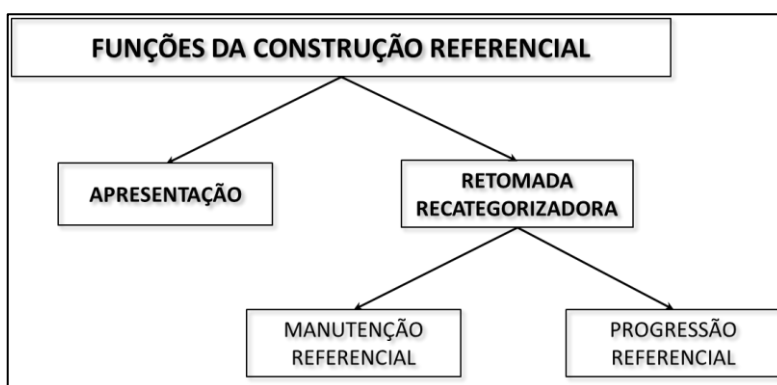 FUNÇÕES DA CONSTRUÇÃO REFERENCIAL
APRESENTAÇÃO
RETOMADA
RECATEGORIZADORA
MANUTENÇÃO
REFERENCIAL
PROGRESSÃO
REFERENCIAL